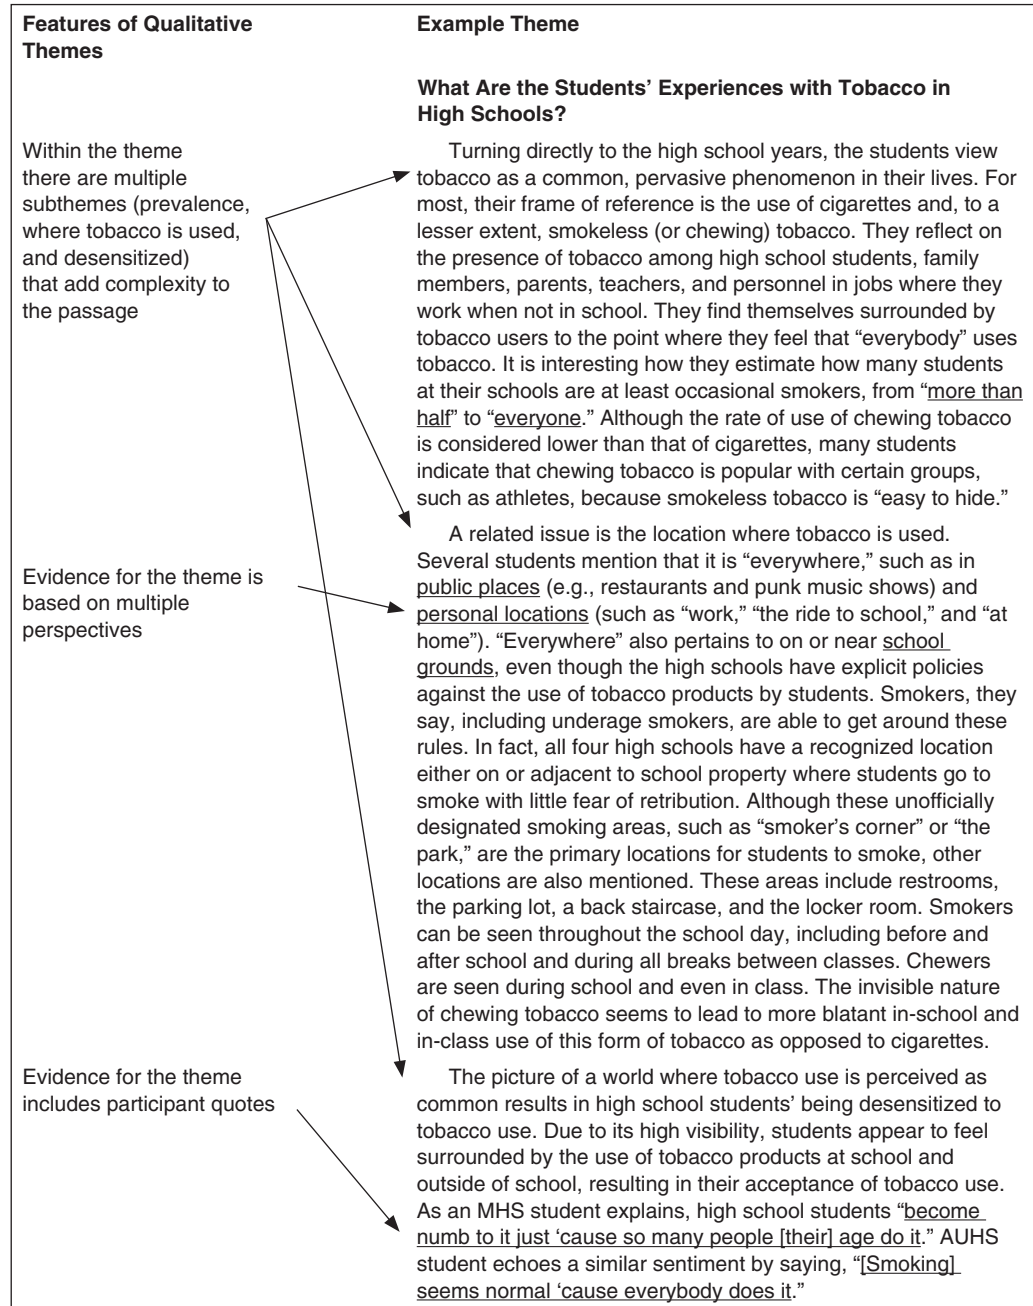 Features of Qualitative
Themes
Example Theme
What Are the Students’ Experiences with Tobacco in
High Schools?
Within the theme
there are multiple
subthemes (prevalence,
where tobacco is used,
and desensitized)
that add complexity to
the passage
Turning directly to the high school years, the students view
tobacco as a common, pervasive phenomenon in their lives. For
most, their frame of reference is the use of cigarettes and, to a
lesser extent, smokeless (or chewing) tobacco. They reflect on
the presence of tobacco among high school students, family
members, parents, teachers, and personnel in jobs where they
work when not in school. They find themselves surrounded by
tobacco users to the point where they feel that “everybody” uses
tobacco. It is interesting how they estimate how many students
at their schools are at least occasional smokers, from “more than
half” to “everyone.” Although the rate of use of chewing tobacco
is considered lower than that of cigarettes, many students
indicate that chewing tobacco is popular with certain groups,
such as athletes, because smokeless tobacco is “easy to hide.”
Evidence for the theme is
based on multiple
perspectives
A related issue is the location where tobacco is used.
Several students mention that it is “everywhere,” such as in
public places (e.g., restaurants and punk music shows) and
personal locations (such as “work,” “the ride to school,” and “at
home”). “Everywhere” also pertains to on or near school
grounds, even though the high schools have explicit policies
against the use of tobacco products by students. Smokers, they
say, including underage smokers, are able to get around these
rules. In fact, all four high schools have a recognized location
either on or adjacent to school property where students go to
smoke with little fear of retribution. Although these unofficially
designated smoking areas, such as “smoker’s corner” or “the
park,” are the primary locations for students to smoke, other
locations are also mentioned. These areas include restrooms,
the parking lot, a back staircase, and the locker room. Smokers
can be seen throughout the school day, including before and
after school and during all breaks between classes. Chewers
are seen during school and even in class. The invisible nature
of chewing tobacco seems to lead to more blatant in-school and
in-class use of this form of tobacco as opposed to cigarettes.
Evidence for the theme
includes participant quotes
The picture of a world where tobacco use is perceived as
common results in high school students’ being desensitized to
tobacco use. Due to its high visibility, students appear to feel
surrounded by the use of tobacco products at school and
outside of school, resulting in their acceptance of tobacco use.
As an MHS student explains, high school students “become
numb to it just ’cause so many people [their] age do it.” AUHS
student echoes a similar sentiment by saying, “[Smoking]
seems normal ’cause everybody does it.”